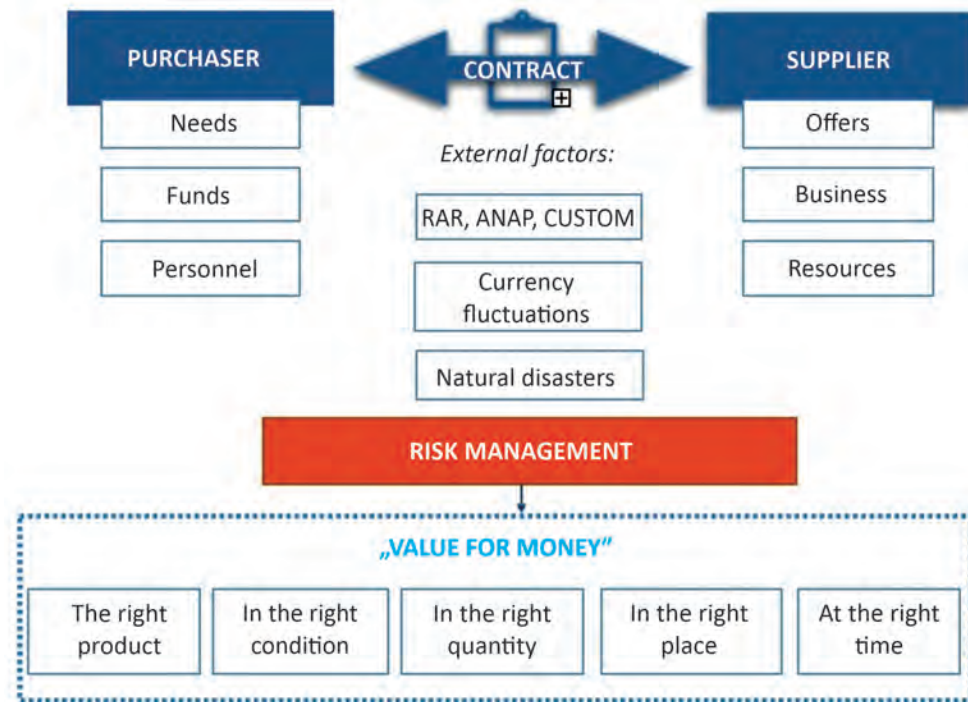 PURCHASER
CONTRACT
SUPPLIER
Needs
Funds
Personnel
External factors:
RAR, ANAP, CUSTOM
Currency
fluctuations
Natural disasters
Offers
Business
Resources
RISK MANAGEMENT
„VALUE FOR MONEY”
The right
product
In the right
condition
In the right
quantity
In the right
place
At the right
time